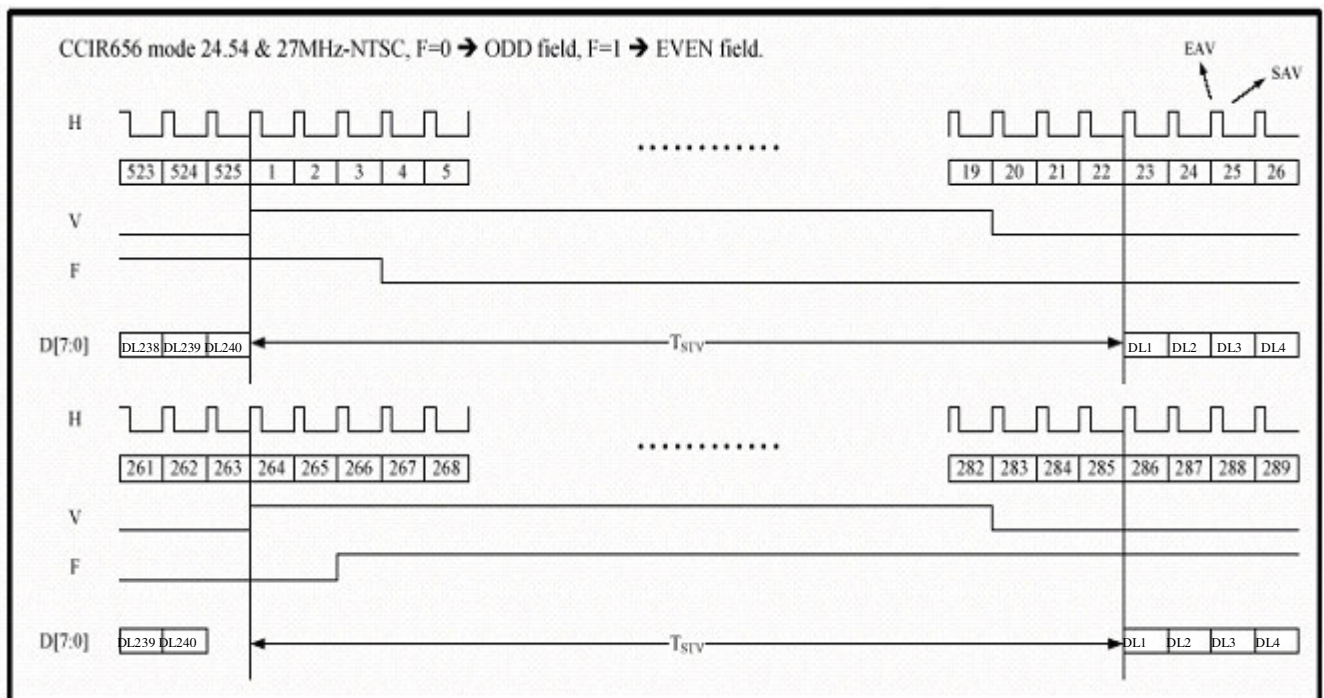 CCIR656 mode 24.54 & 27MHz-NTSC, F=0 ➔ ODD field, F=1 ➔ EVEN field.
EAV
SAV
H
523 524 525 1 2 3 4 5 19 20 21 22 23 24 25 26
V
F
D[7:0] DL238 DL239 DL240 TSTV DL1 DL2 DL3 DL4
H
261 262 263 264 265 266 267 268 282 283 284 285 286 287 288 289
V
F
D[7:0] DL239 DL240 TSTV DL1 DL2 DL3 DL4